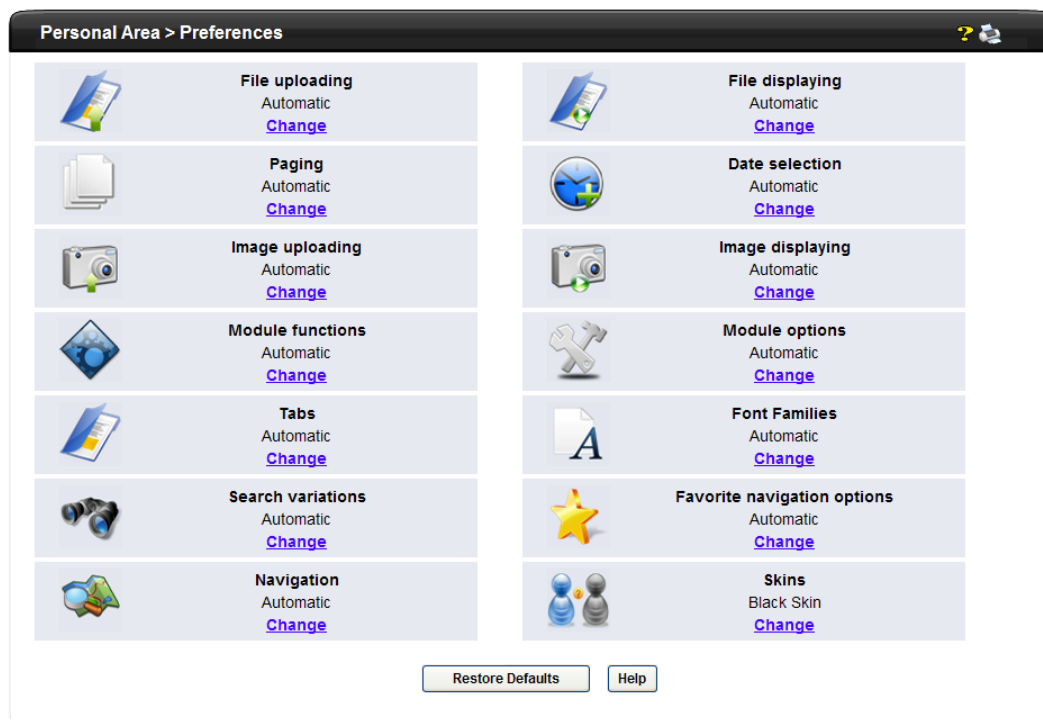 Personal Area > Preferences
?
File uploading
Automatic
Change
File displaying
Automatic
Change
Paging
Automatic
Change
Date selection
Automatic
Change
Image uploading
Automatic
Change
Image displaying
Automatic
Change
Module functions
Automatic
Change
Module options
Automatic
Change
Tabs
Automatic
Change
Font Families
Automatic
Change
A
Search variations
Automatic
Change
Favorite navigation options
Automatic
Change
Navigation
Automatic
Change
Skins
Black Skin
Change
Restore Defaults
Help